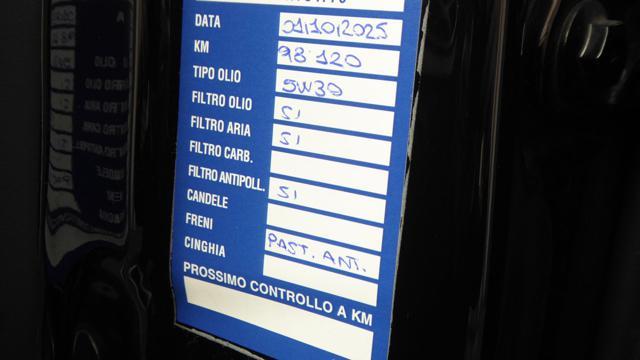 DATA 01/10/2025
KM 98.120
TIPO OLIO 5W30
FILTRO OLIO SI
FILTRO ARIA SI
FILTRO CARB.
FILTRO ANTIPOLL. SI
CANDELE
FRENI PAST. ANT.
CINGHIA
PROSSIMO CONTROLLO A KM